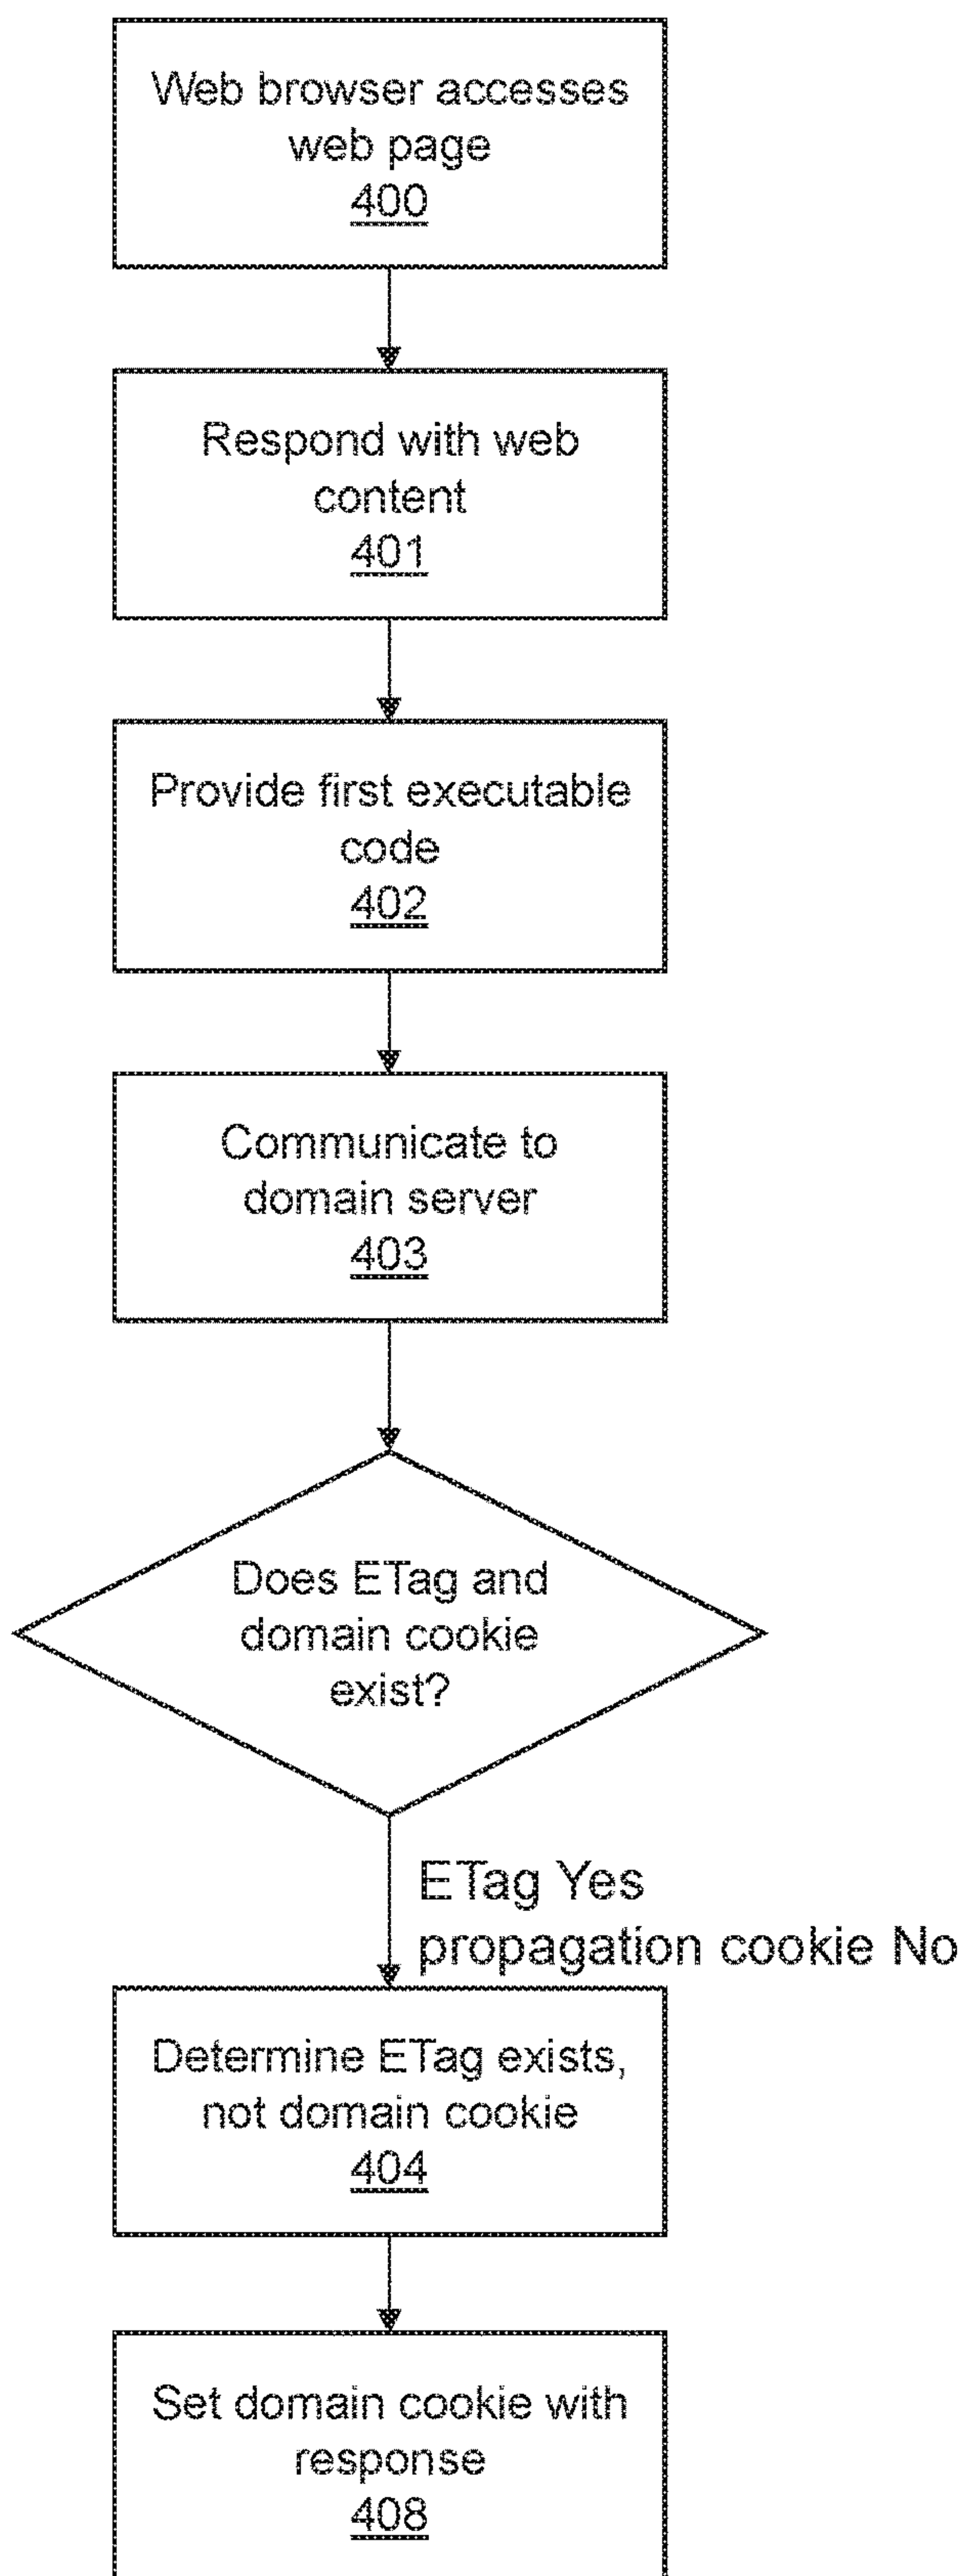 Web browser accesses
web page
400
Respond with web
content
401
Provide first executable
code
402
Communicate to
domain server
403
Does ETag and
domain cookie
exist?
ETag Yes
propagation cookie No
Determine ETag exists,
not domain cookie
404
Set domain cookie with
response
408